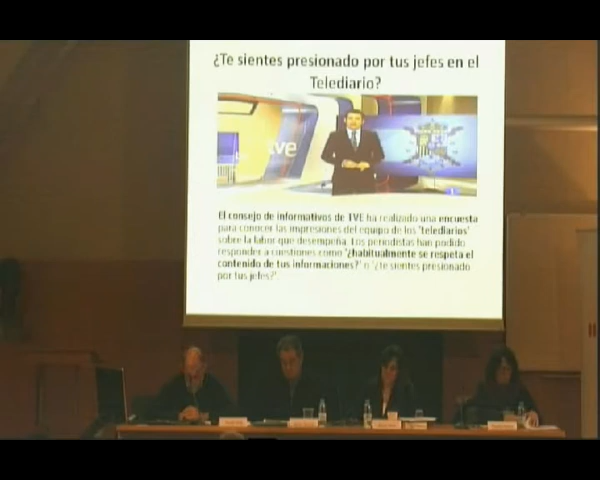 ¿Te sientes presionado por tus jefes en el
Telediario?
tve
El consejo de informativos de TVE ha realizado una encuesta
para conocer las impresiones del equipo de los 'telediarios'
sobre la labor que desempeña. Los periodistas han podido
responder a cuestiones como '¿habitualmente se respeta el
contenido de tus informaciones?' o '¿te sientes presionado
por tus jefes?'